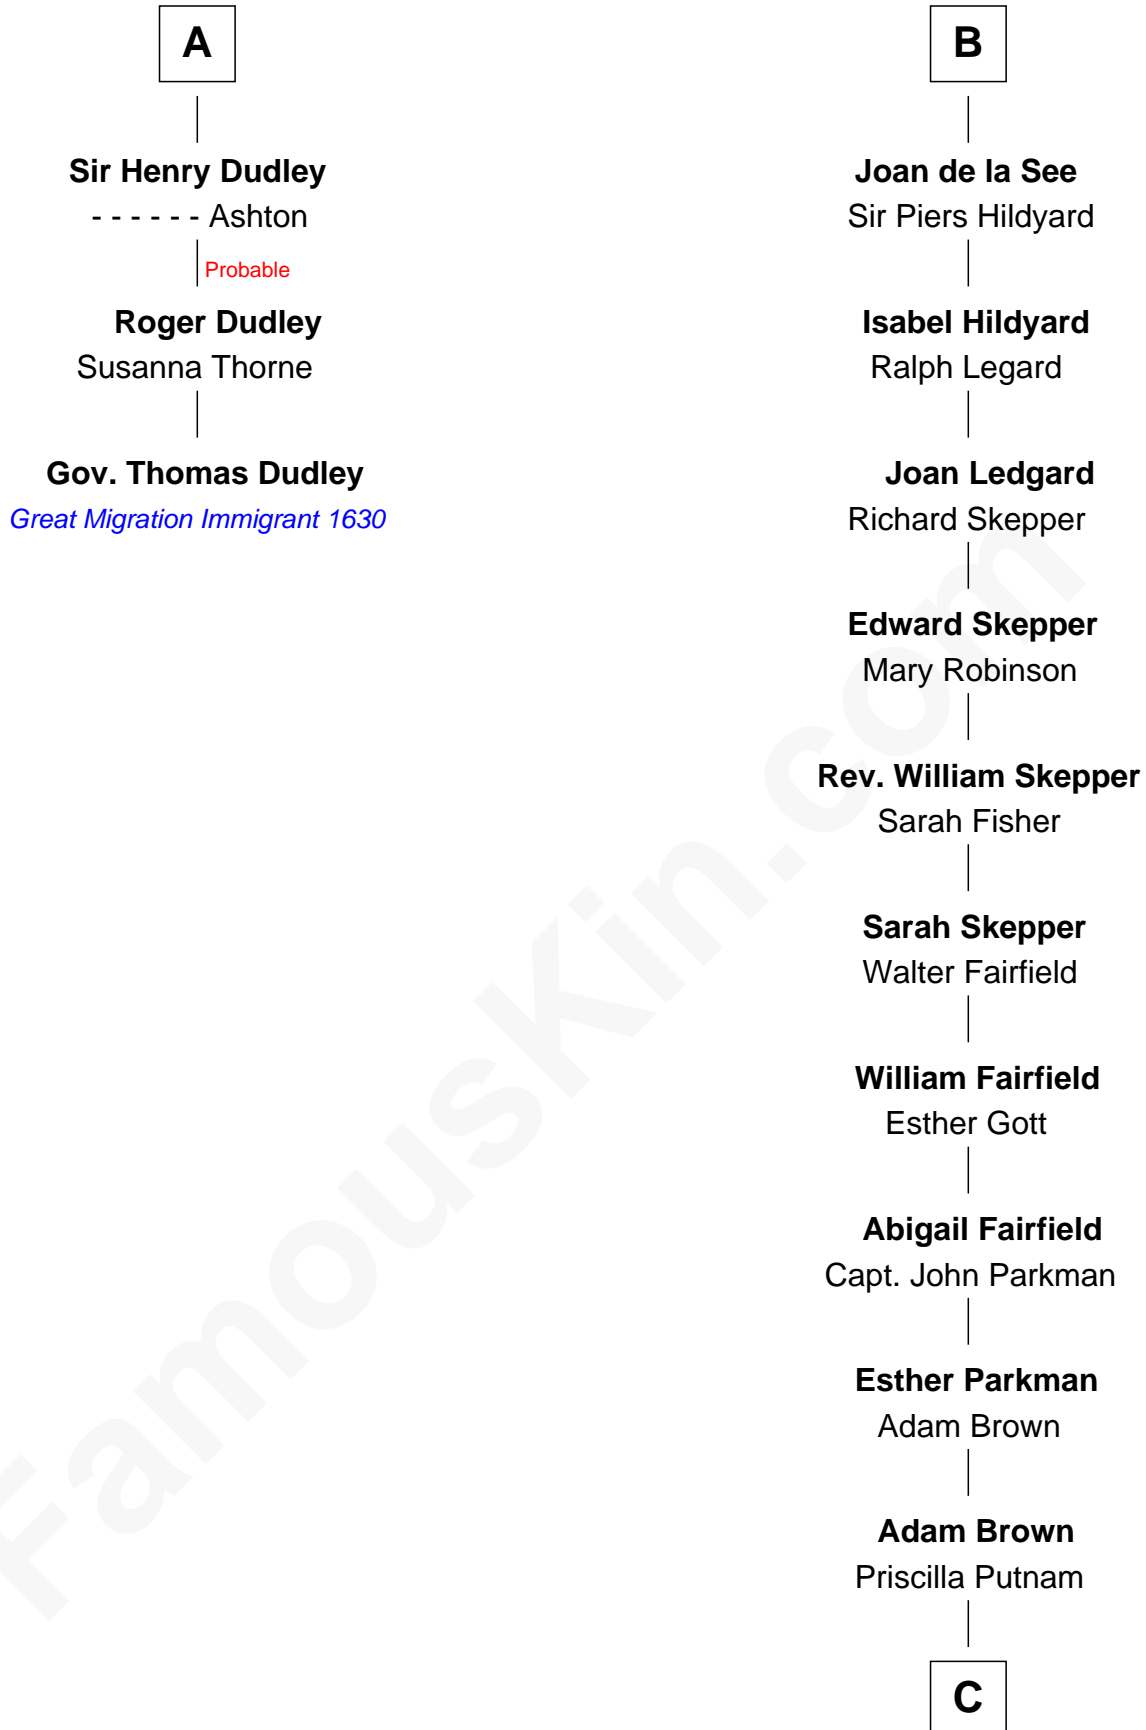 A
Sir Henry Dudley
- - - - - - Ashton
Probable
Roger Dudley
Susanna Thorne
Gov. Thomas Dudley
Great Migration Immigrant 1630
B
Joan de la See
Sir Piers Hildyard
Isabel Hildyard
Ralph Legard
Joan Ledgard
Richard Skepper
Edward Skepper
Mary Robinson
Rev. William Skepper
Sarah Fisher
Sarah Skepper
Walter Fairfield
William Fairfield
Esther Gott
Abigail Fairfield
Capt. John Parkman
Esther Parkman
Adam Brown
Adam Brown
Priscilla Putnam
C
FamousKin.com